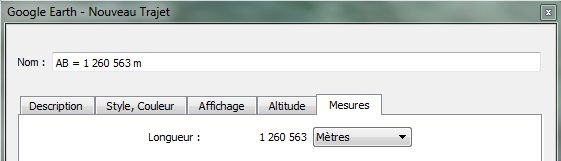 Google Earth - Nouveau Trajet
Nom : AB = 1 260 563 m
Description Style, Couleur Affichage Altitude Mesures
Longueur : 1 260 563 Mètres